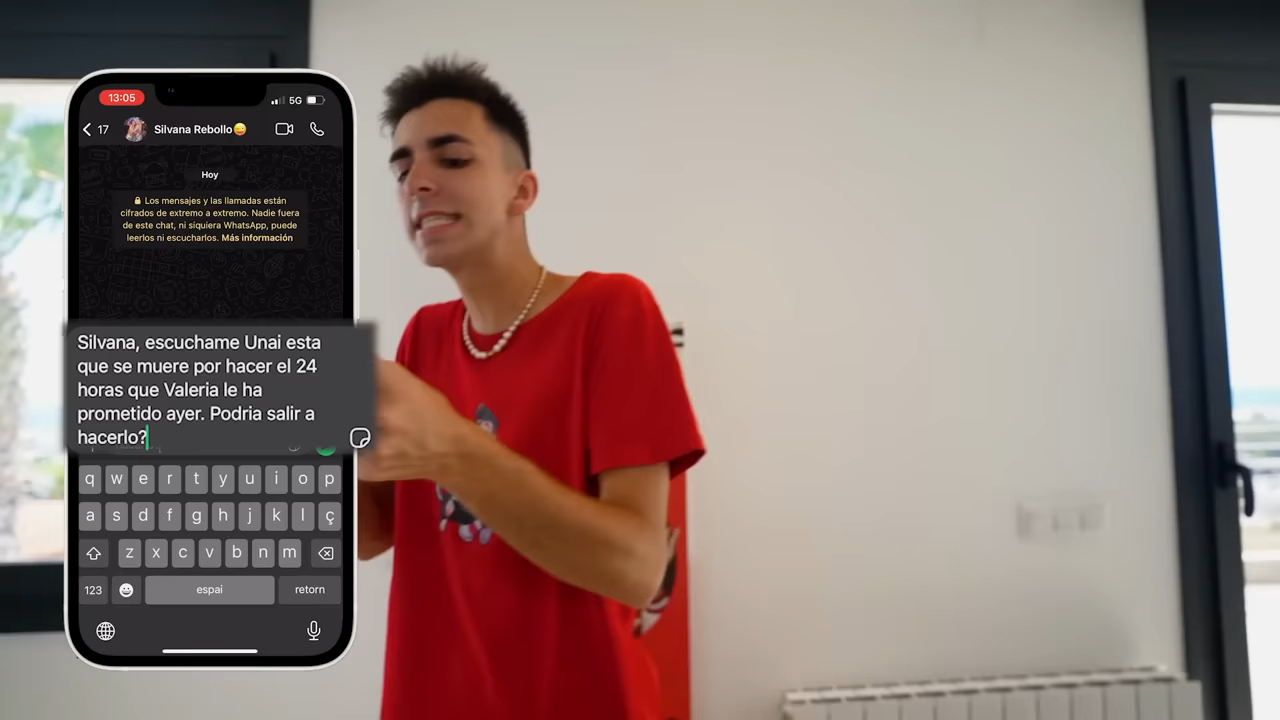 13:05
5G
17
Silvana Rebollo😜
Hoy
🔒 Los mensajes y las llamadas están
cifrados de extremo a extremo. Nadie fuera
de este chat, ni siquiera WhatsApp, puede
leerlos ni escucharlos. Más información
Silvana, escuchame Unai esta
que se muere por hacer el 24
horas que Valeria le ha
prometido ayer. Podria salir a
hacerlo?
q w e r t y u i o p
a s d f g h j k l ç
z x c v b n m
123 espai retorn